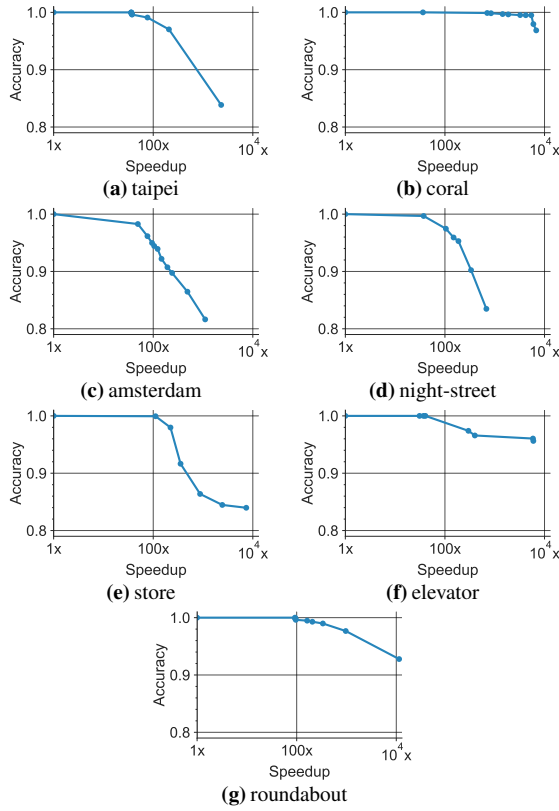 Accuracy
1.0
0.9
0.8
1x
100x
10^4 x
Speedup
(a) taipei
Accuracy
1.0
0.9
0.8
1x
100x
10^4 x
Speedup
(b) coral
Accuracy
1.0
0.9
0.8
1x
100x
10^4 x
Speedup
(c) amsterdam
Accuracy
1.0
0.9
0.8
1x
100x
10^4 x
Speedup
(d) night-street
Accuracy
1.0
0.9
0.8
1x
100x
10^4 x
Speedup
(e) store
Accuracy
1.0
0.9
0.8
1x
100x
10^4 x
Speedup
(f) elevator
Accuracy
1.0
0.9
0.8
1x
100x
10^4 x
Speedup
(g) roundabout